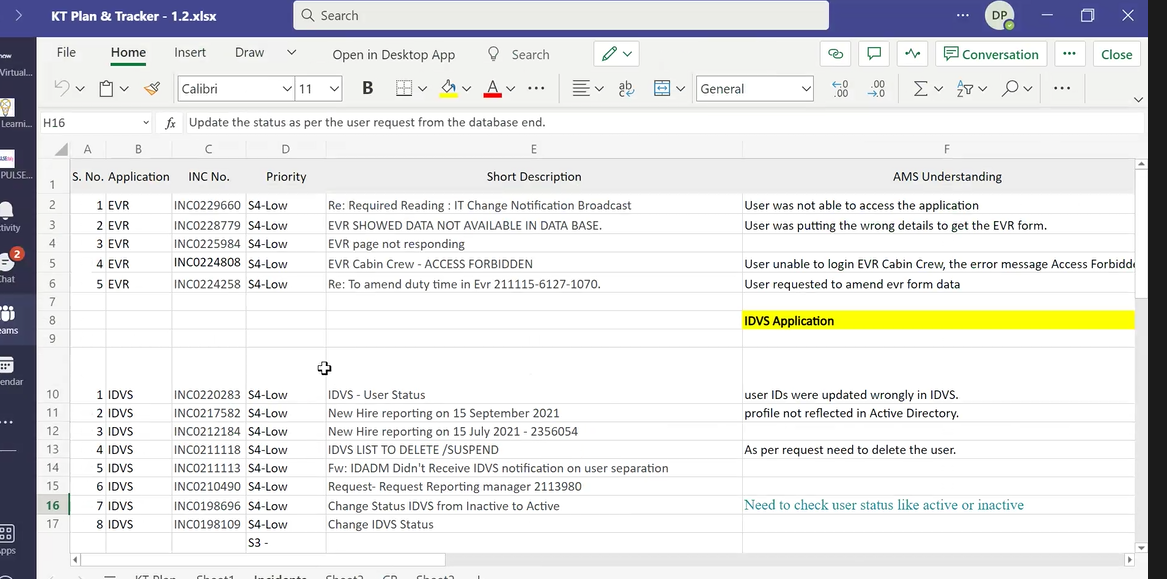 KT Plan & Tracker - 1.2.xlsx
Search
DP
File Home Insert Draw Open in Desktop App Search Conversation Close
Calibri 11 B A ab General .00 .00
H16 fx Update the status as per the user request from the database end.
A B C D E F
1 S. No. Application INC No. Priority Short Description AMS Understanding
2 1 EVR INC0229660 S4-Low Re: Required Reading : IT Change Notification Broadcast User was not able to access the application
3 2 EVR INC0228779 S4-Low EVR SHOWED DATA NOT AVAILABLE IN DATA BASE. User was putting the wrong details to get the EVR form.
4 3 EVR INC0225984 S4-Low EVR page not responding
5 4 EVR INC0224808 S4-Low EVR Cabin Crew - ACCESS FORBIDDEN User unable to login EVR Cabin Crew, the error message Access Forbidde
6 5 EVR INC0224258 S4-Low Re: To amend duty time in Evr 211115-6127-1070. User requested to amend evr form data
7
8 IDVS Application
9
10 1 IDVS INC0220283 S4-Low IDVS - User Status user IDs were updated wrongly in IDVS.
11 2 IDVS INC0217582 S4-Low New Hire reporting on 15 September 2021 profile not reflected in Active Directory.
12 3 IDVS INC0212184 S4-Low New Hire reporting on 15 July 2021 - 2356054
13 4 IDVS INC0211118 S4-Low IDVS LIST TO DELETE /SUSPEND As per request need to delete the user.
14 5 IDVS INC0211113 S4-Low Fw: IDADM Didn't Receive IDVS notification on user separation
15 6 IDVS INC0210490 S4-Low Request- Request Reporting manager 2113980
16 7 IDVS INC0198696 S4-Low Change Status IDVS from Inactive to Active Need to check user status like active or inactive
17 8 IDVS INC0198109 S4-Low Change IDVS Status
S3 -
KT Plan Sheet1 Incidents Sheet2 Sheet3
Virtual...
Learni...
PULSE...
tivity
Chat
2
eams
endar
Apps